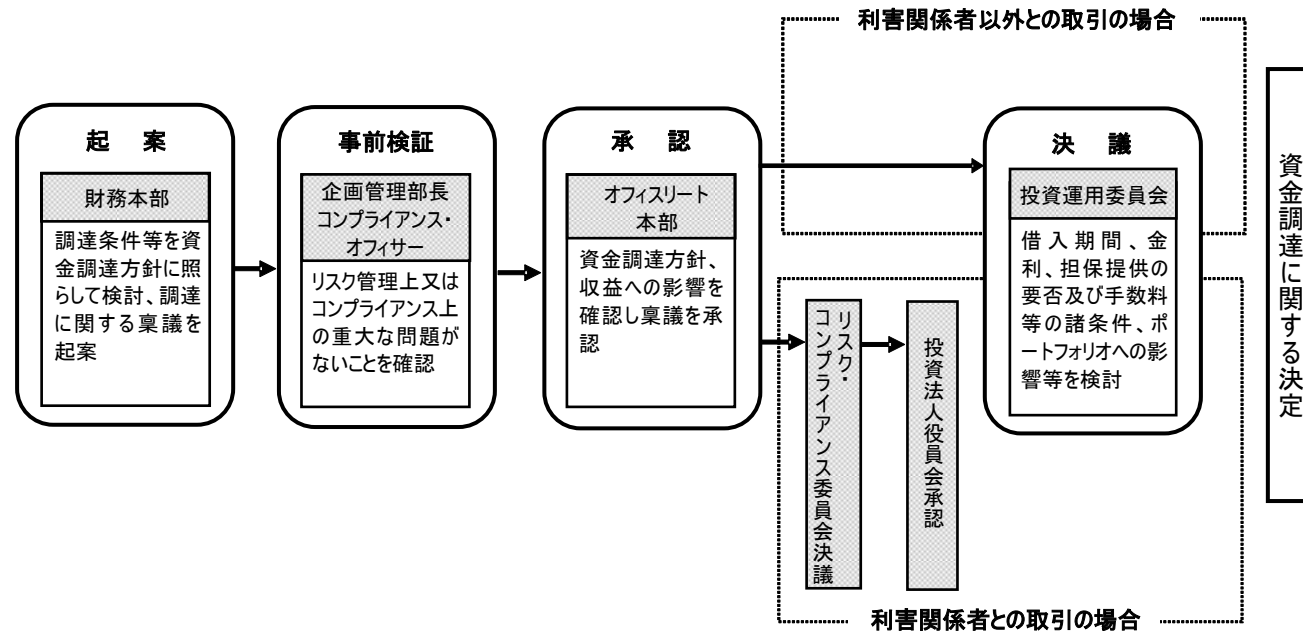 利害関係者以外との取引の場合
起 案
財務本部
調達条件等を資
金調達方針に照
らして検討、調達
に関する稟議を
起案
事前検証
企画管理部長
コンプライアンス・
オフィサー
リスク管理上又は
コンプライアンス上
の重大な問題が
ないことを確認
承 認
オフィスリート
本部
資金調達方針、
収益への影響を
確認し稟議を承
認
リスク・
コンプライアンス委員会決議
投資法人役員会承認
決 議
投資運用委員会
借入期間、金
利、担保提供の
要否及び手数料
等の諸条件、ポ
ートフォリオへの影
響等を検討
資金調達に関する決定
利害関係者との取引の場合